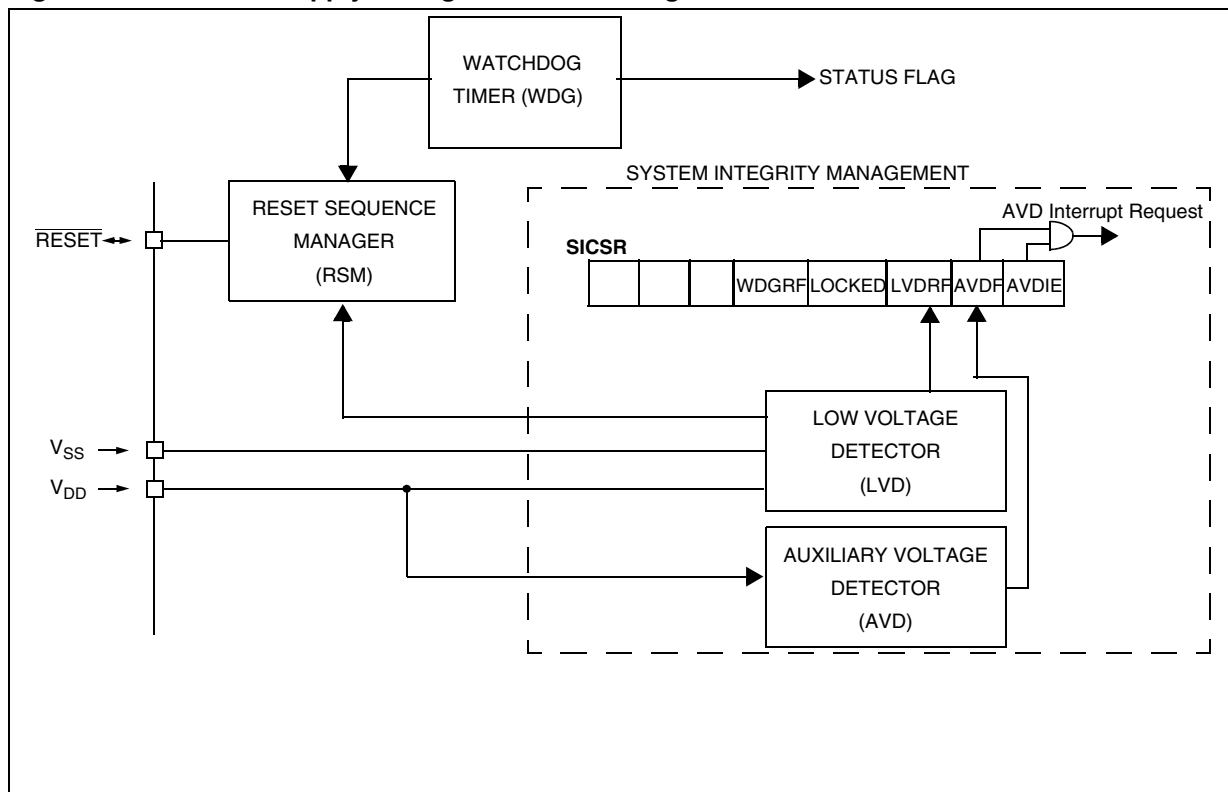 WATCHDOG
TIMER (WDG)
STATUS FLAG
SYSTEM INTEGRITY MANAGEMENT
RESET SEQUENCE
MANAGER
(RSM)
RESET
AVD Interrupt Request
SICSR
WDGRF LOCKED LVDRF AVDF AVDIE
LOW VOLTAGE
DETECTOR
(LVD)
VSS
VDD
AUXILIARY VOLTAGE
DETECTOR
(AVD)